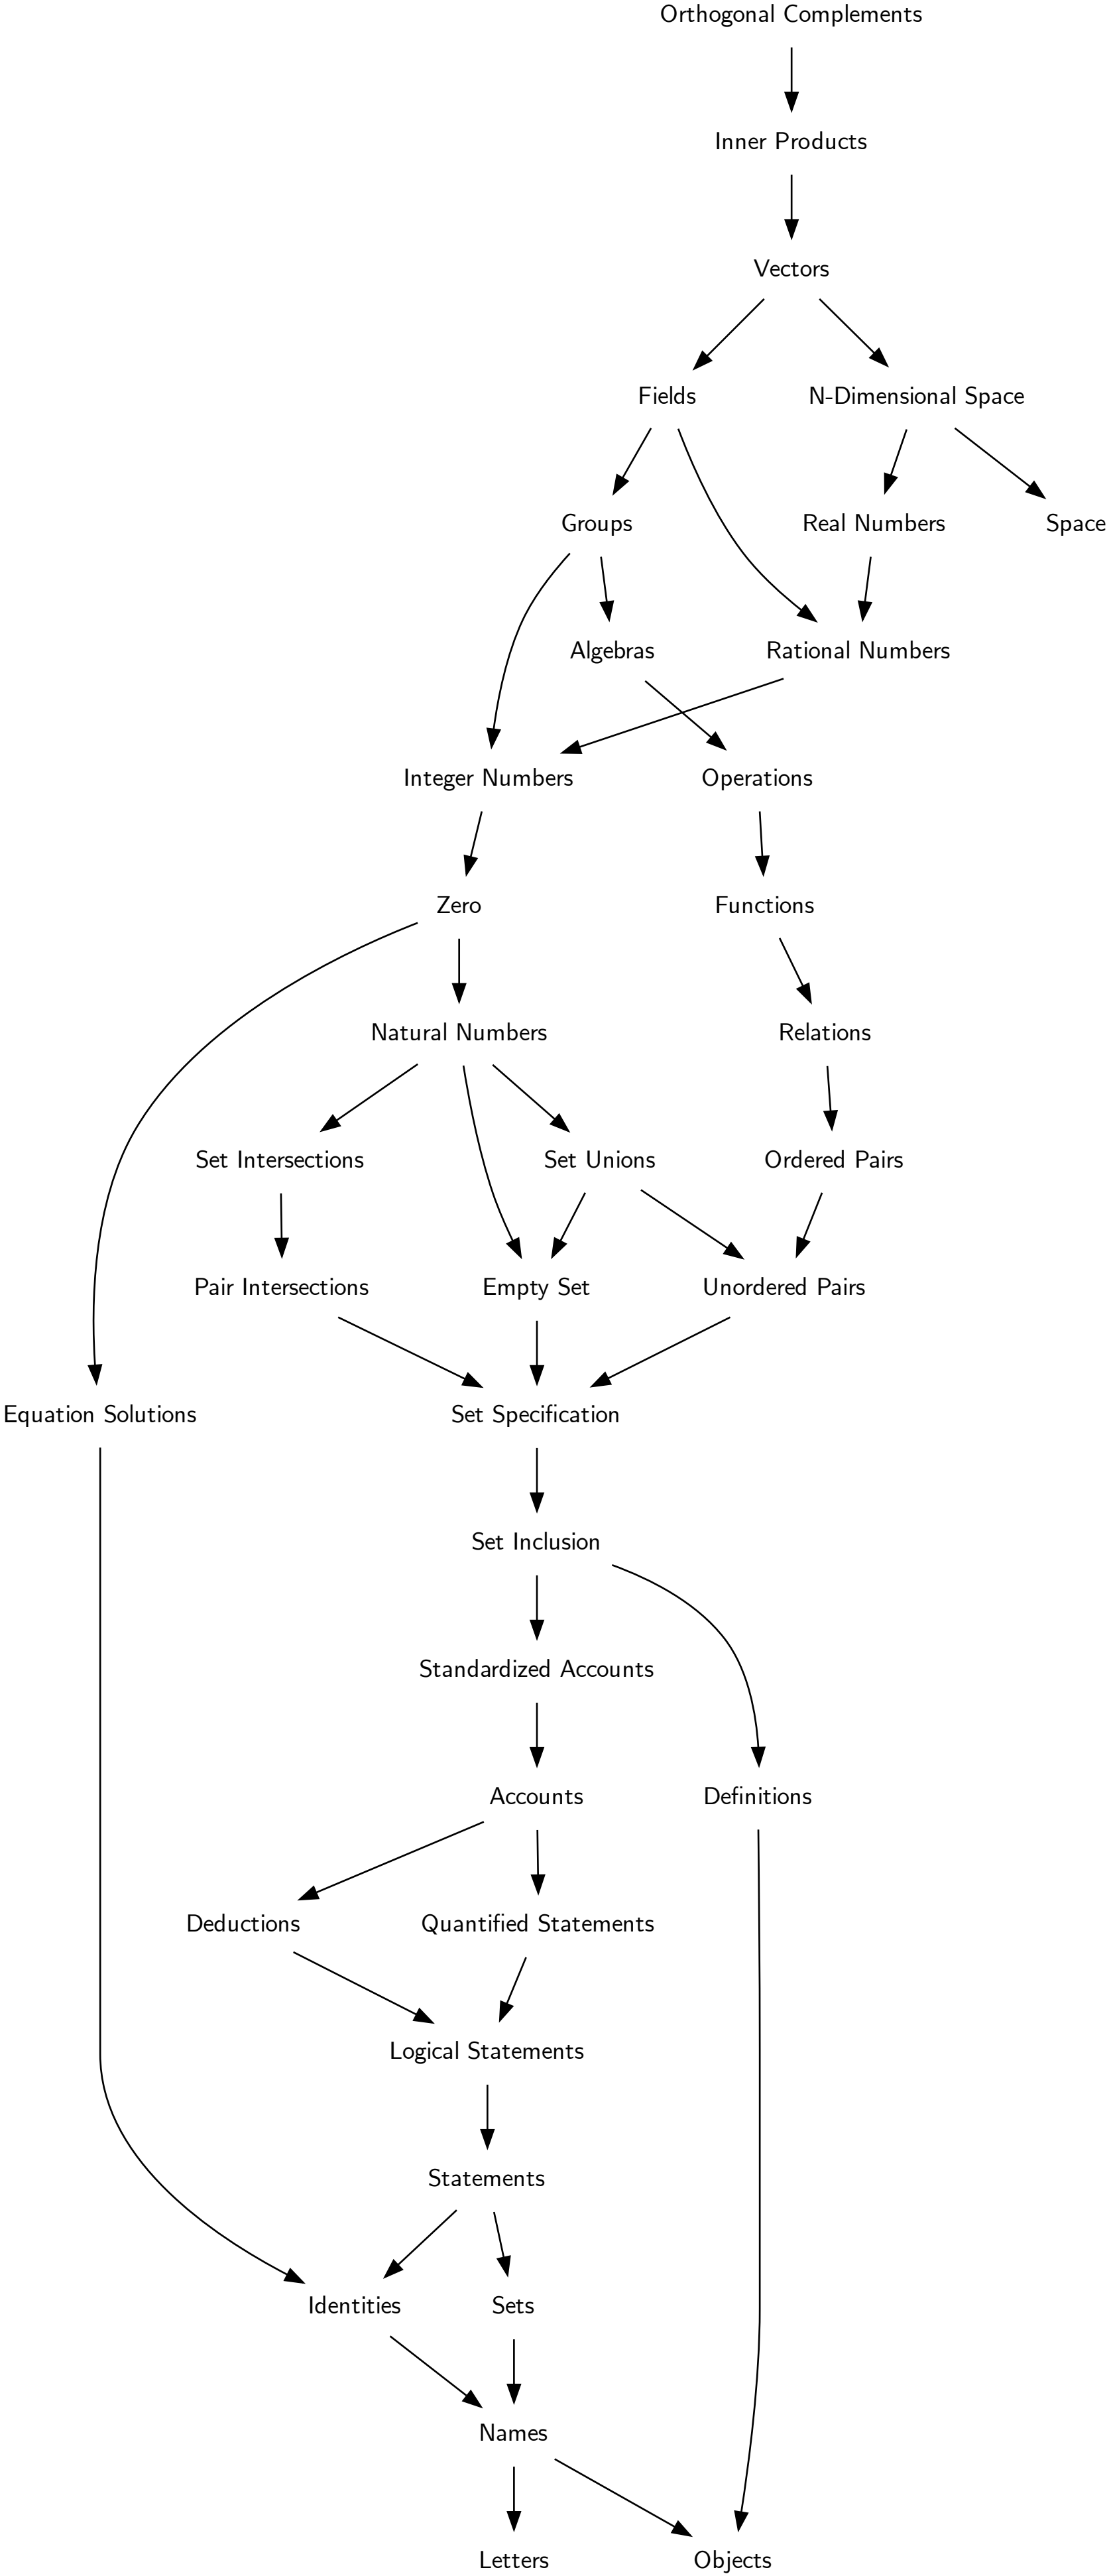 Orthogonal Complements
Inner Products
Vectors
Fields
N-Dimensional Space
Groups
Real Numbers
Space
Algebras
Rational Numbers
Integer Numbers
Operations
Zero
Functions
Natural Numbers
Relations
Set Intersections
Set Unions
Ordered Pairs
Pair Intersections
Empty Set
Unordered Pairs
Equation Solutions
Set Specification
Set Inclusion
Standardized Accounts
Accounts
Definitions
Deductions
Quantified Statements
Logical Statements
Statements
Identities
Sets
Names
Letters
Objects